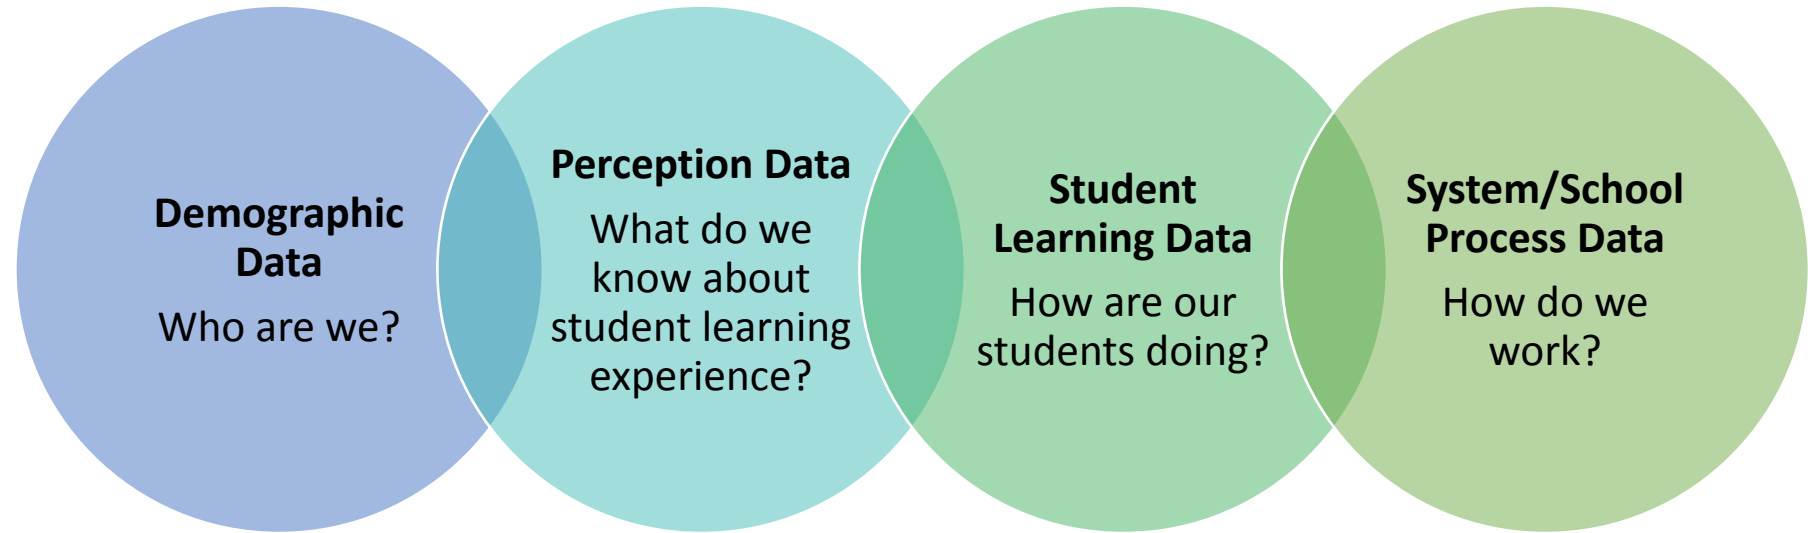 Demographic
Data
Who are we?
Perception Data
What do we
know about
student learning
experience?
Student
Learning Data
How are our
students doing?
System/School
Process Data
How do we
work?